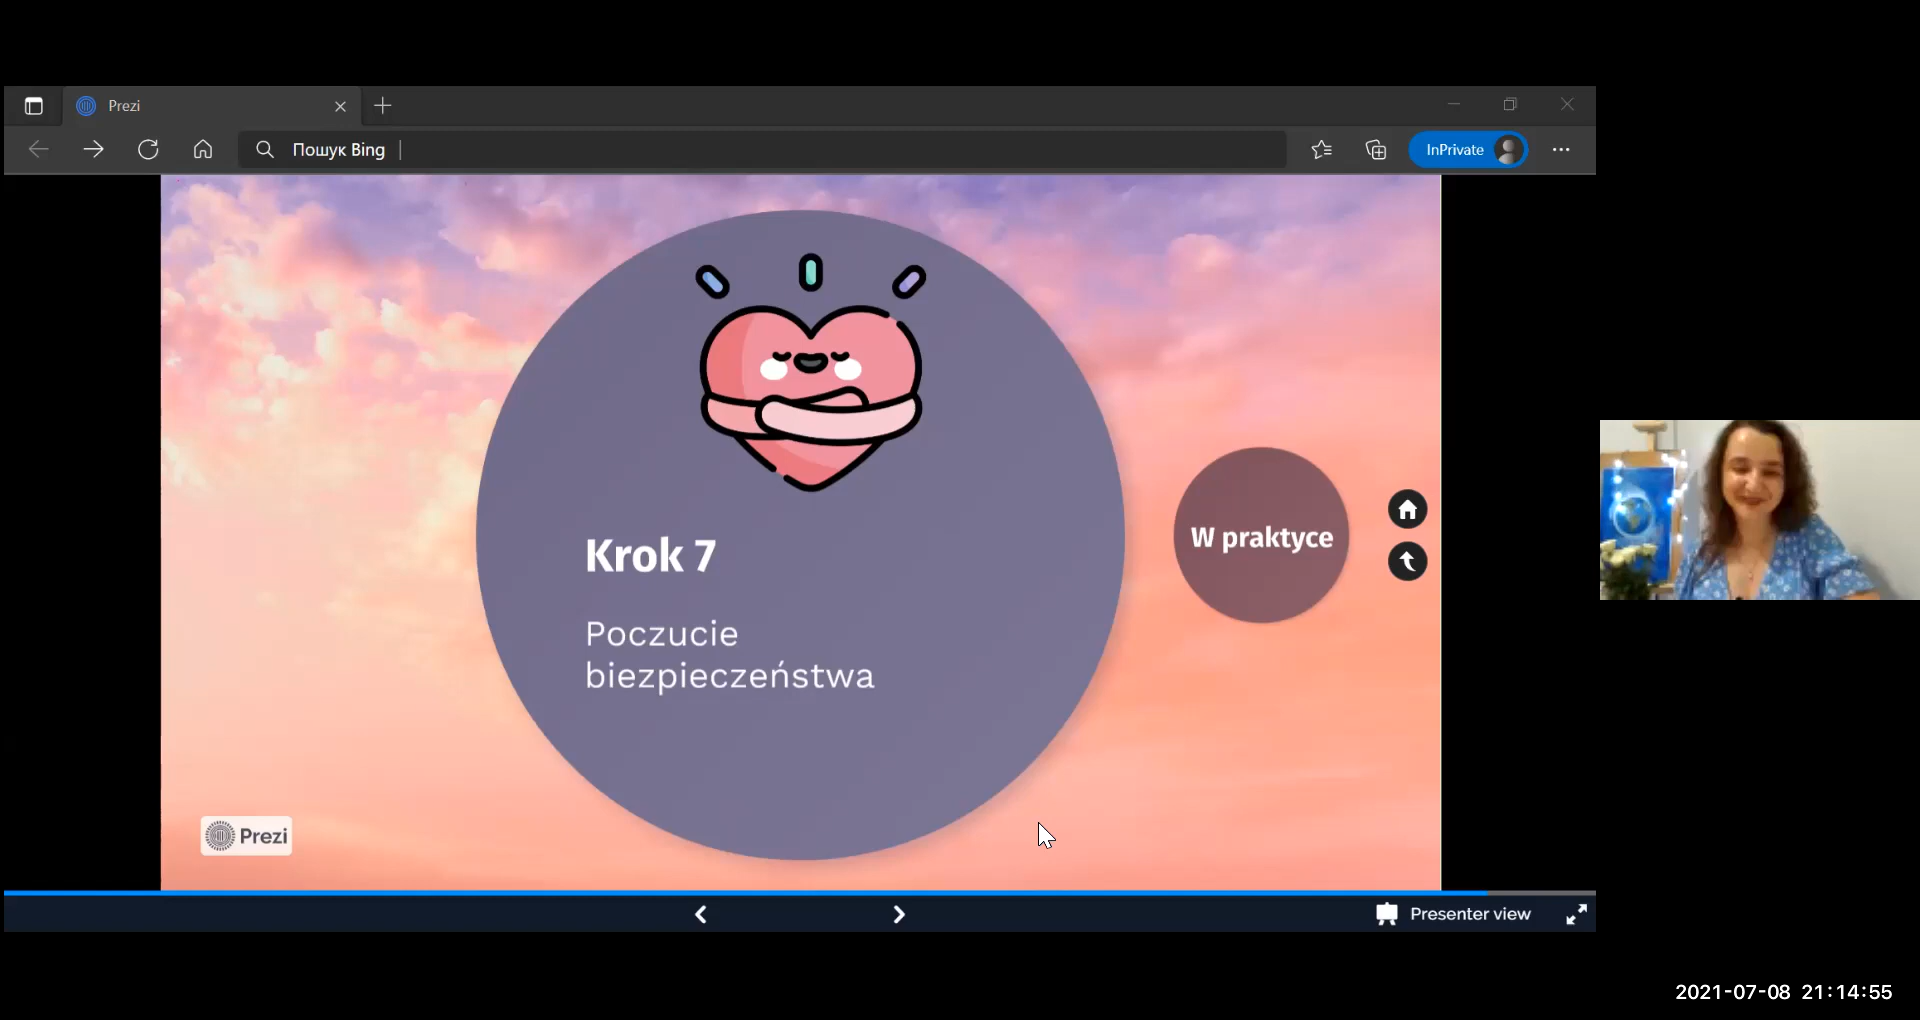 Prezi
Пошук Bing
InPrivate
Krok 7
Poczucie
biezpieczeństwa
W praktyce
Prezi
Presenter view
2021-07-08 21:14:55